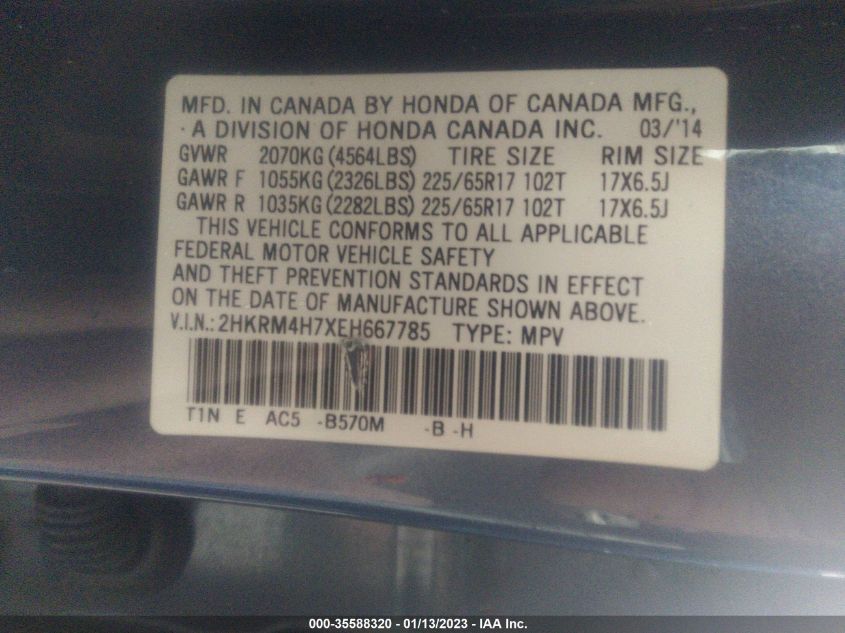 MFD. IN CANADA BY HONDA OF CANADA MFG.,
· A DIVISION OF HONDA CANADA INC. 03/'14
GVWR 2070KG (4564LBS) TIRE SIZE RIM SIZE
GAWR F 1055KG (2326LBS) 225/65R17 102T 17X6.5J
GAWR R 1035KG (2282LBS) 225/65R17 102T 17X6.5J
THIS VEHICLE CONFORMS TO ALL APPLICABLE
FEDERAL MOTOR VEHICLE SAFETY
AND THEFT PREVENTION STANDARDS IN EFFECT
ON THE DATE OF MANUFACTURE SHOWN ABOVE.
V.I.N.: 2HKRM4H7XEH667785 TYPE: MPV
T1N E AC5 -B570M -B -H
000-35588320 - 01/13/2023 - IAA Inc.